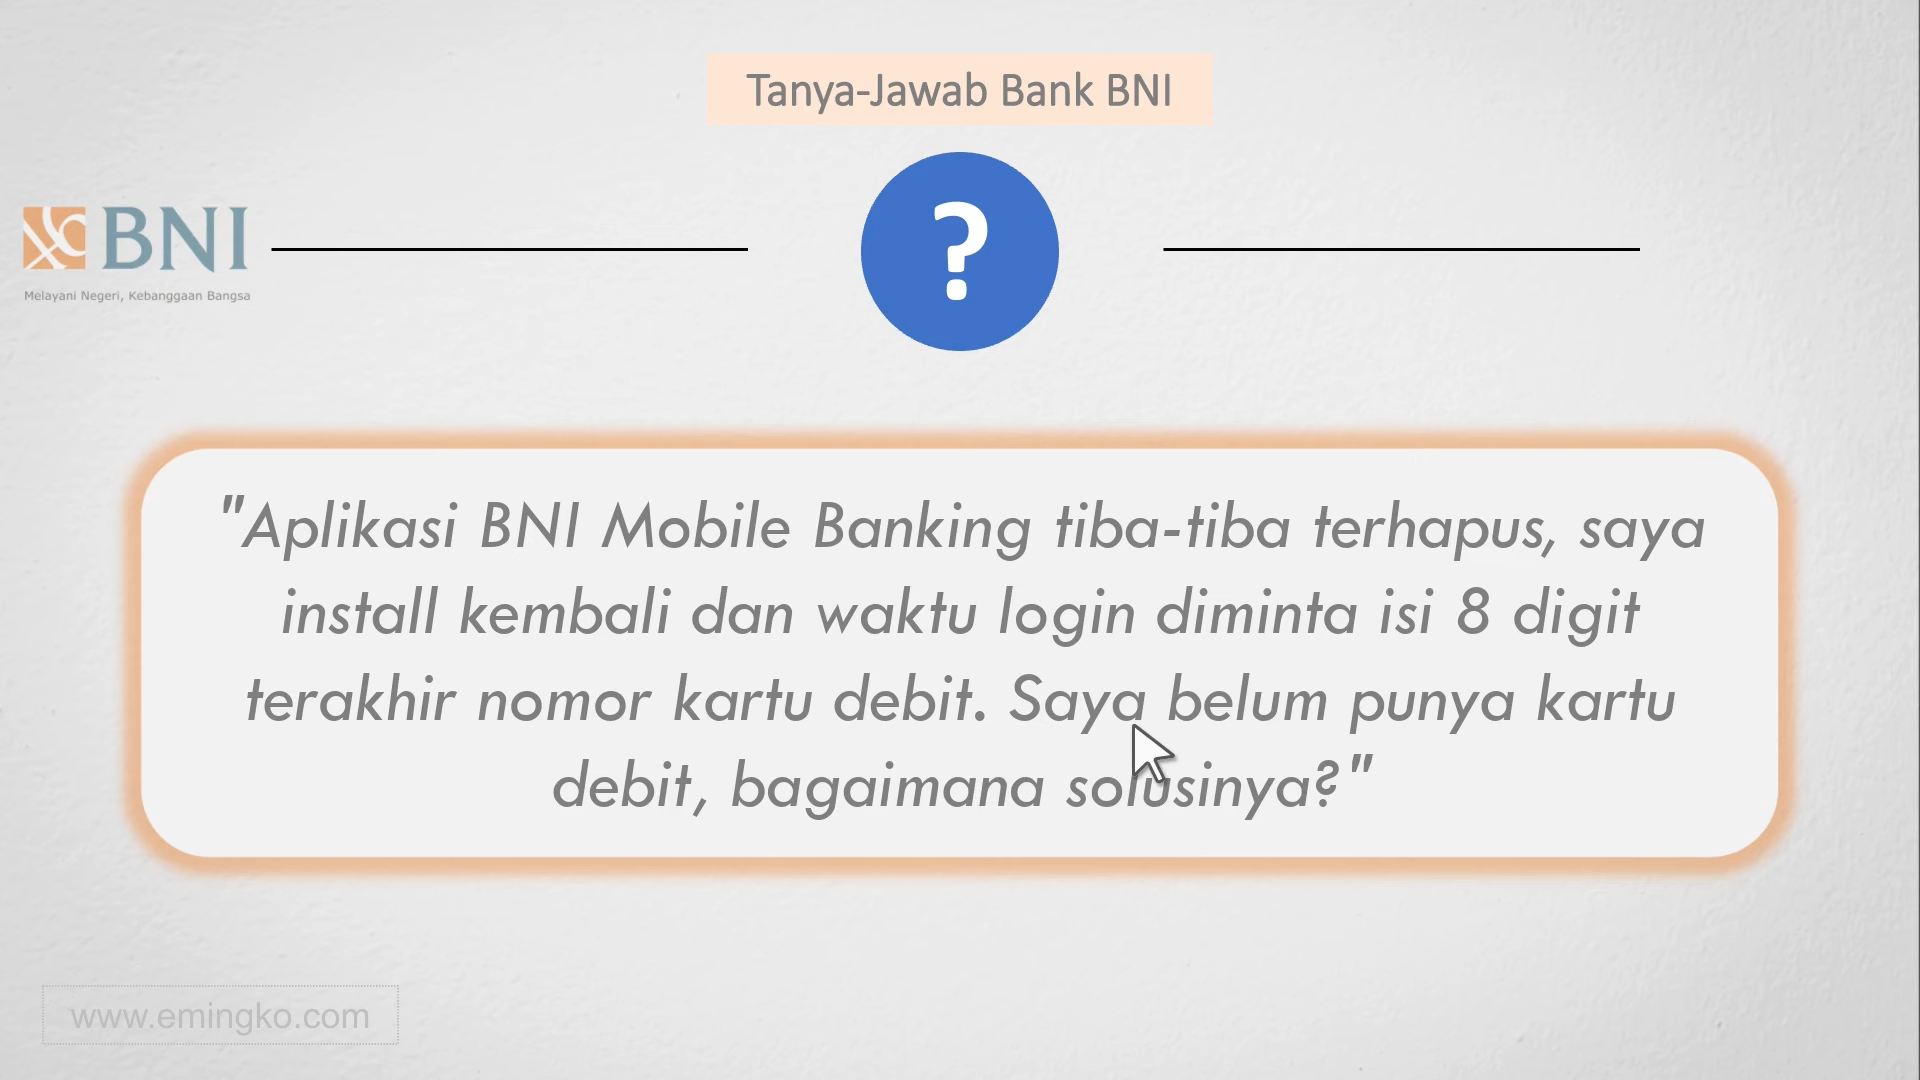 Tanya-Jawab Bank BNI
?
BNI
Melayani Negeri, Kebanggaan Bangsa
"Aplikasi BNI Mobile Banking tiba-tiba terhapus, saya
install kembali dan waktu login diminta isi 8 digit
terakhir nomor kartu debit. Saya belum punya kartu
debit, bagaimana solusinya?"
www.emingko.com